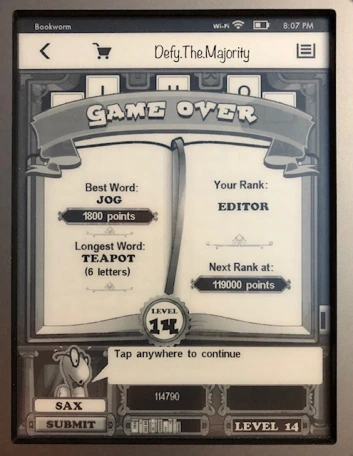 Bookworm
Wi-Fi
8:07 PM
Defy.The.Majority
GAME OVER
Best Word:
JOG
1800 points
Longest Word:
TEAPOT
(6 letters)
Your Rank:
EDITOR
Next Rank at:
119000 points
LEVEL
14
Tap anywhere to continue
SAX
SUBMIT
114790
LEVEL 14